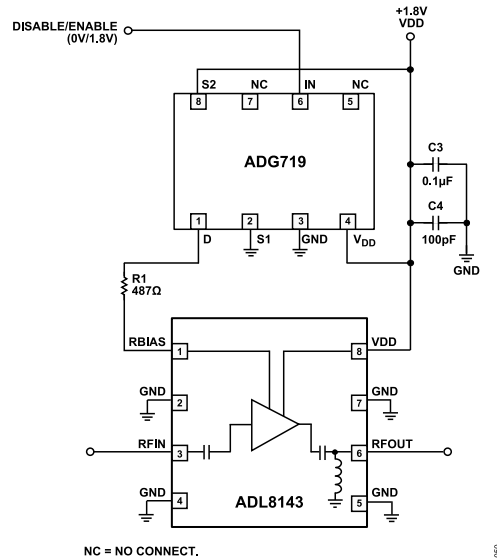 +1.8V
VDD
DISABLE/ENABLE
(0V/1.8V)
S2
NC
IN
NC
8
7
6
5
ADG719
C3
0.1µF
1
2
3
4
D
S1
GND
VDD
C4
100pF
GND
R1
487Ω
RBIAS
1
8
VDD
GND
2
7
GND
RFIN
3
6
RFOUT
GND
4
5
GND
ADL8143
NC = NO CONNECT.